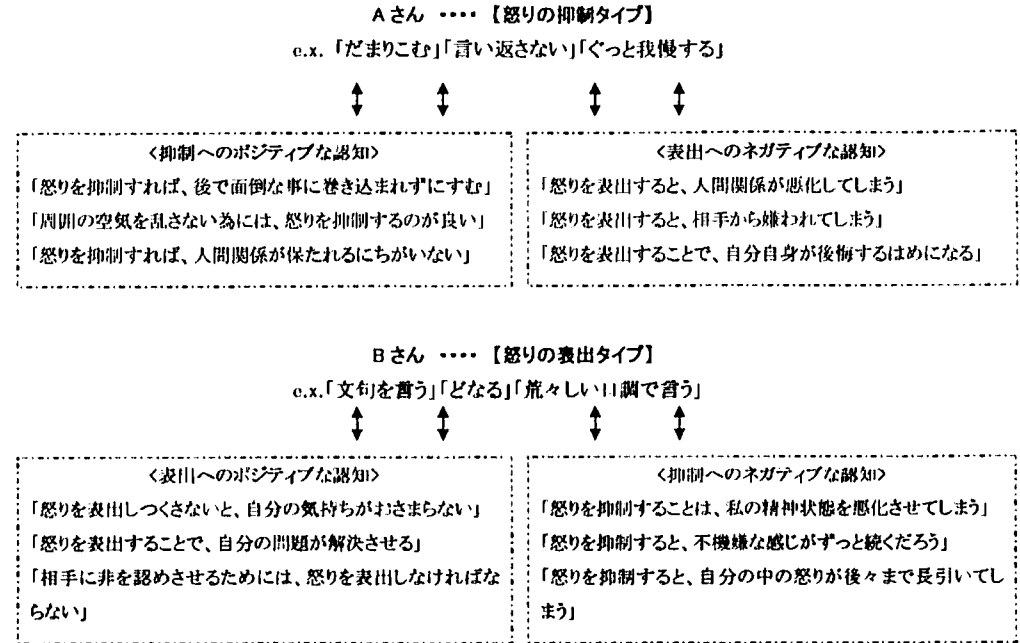 Aさん ････ 【怒りの抑制タイプ】
e.x. 「だまりこむ」「言い返さない」「ぐっと我慢する」
<抑制へのポジティブな認知>
「怒りを抑制すれば、後で面倒な事に巻き込まれずにすむ」
「周囲の空気を乱さない為には、怒りを抑制するのが良い」
「怒りを抑制すれば、人間関係が保たれるにちがいない」
<表出へのネガティブな認知>
「怒りを表出すると、人間関係が悪化してしまう」
「怒りを表出すると、相手から嫌われてしまう」
「怒りを表出することで、自分自身が後悔するはめになる」
Bさん ････ 【怒りの表出タイプ】
e.x.「文句を言う」「どなる」「荒々しい口調で言う」
<表出へのポジティブな認知>
「怒りを表出しつくさないと、自分の気持ちがおさまらない」
「怒りを表出することで、自分の問題が解決させる」
「相手に非を認めさせるためには、怒りを表出しなければな
らない」
<抑制へのネガティブな認知>
「怒りを抑制することは、私の精神状態を悪化させてしまう」
「怒りを抑制すると、不機嫌な感じがずっと続くだろう」
「怒りを抑制すると、自分の中の怒りが後々まで長引いてし
まう」